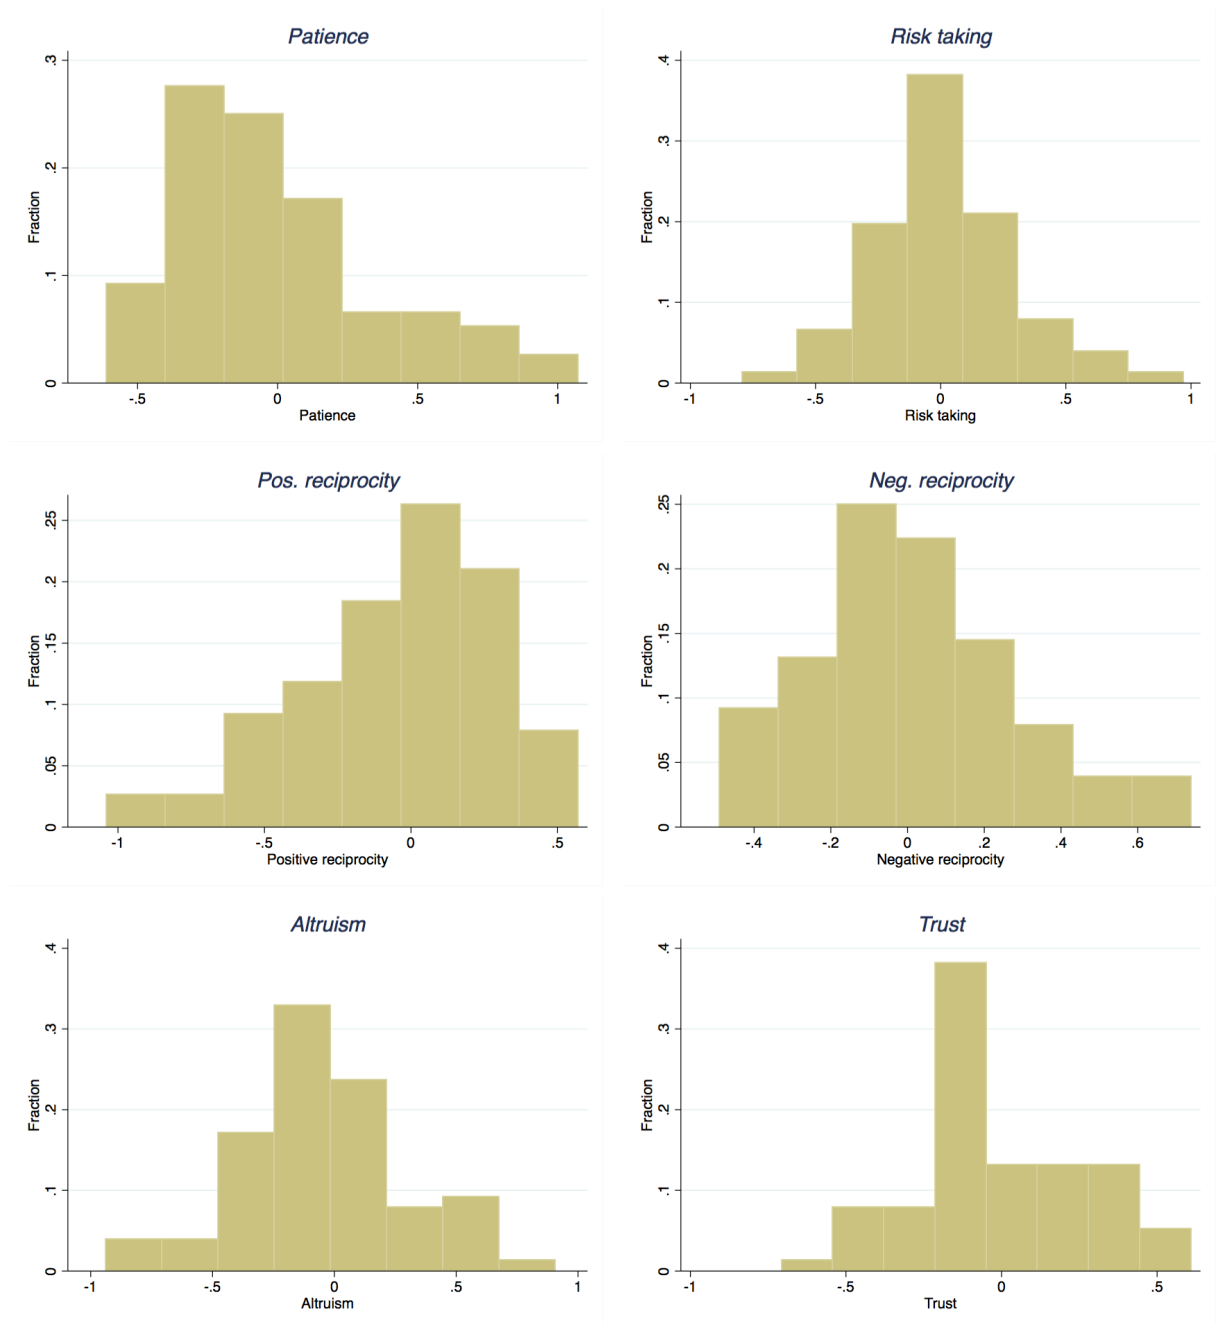 Patience
.3
.2
.1
0
Fraction
-.5 0 .5 1
Patience
Risk taking
.4
.3
.2
.1
0
Fraction
-1 -.5 0 .5 1
Risk taking
Pos. reciprocity
.25
.2
.15
.1
.05
0
Fraction
-1 -.5 0 .5
Positive reciprocity
Neg. reciprocity
.25
.2
.15
.1
.05
0
Fraction
-.4 -.2 0 .2 .4 .6
Negative reciprocity
Altruism
.4
.3
.2
.1
0
Fraction
-1 -.5 0 .5 1
Altruism
Trust
.4
.3
.2
.1
0
Fraction
-1 -.5 0 .5
Trust